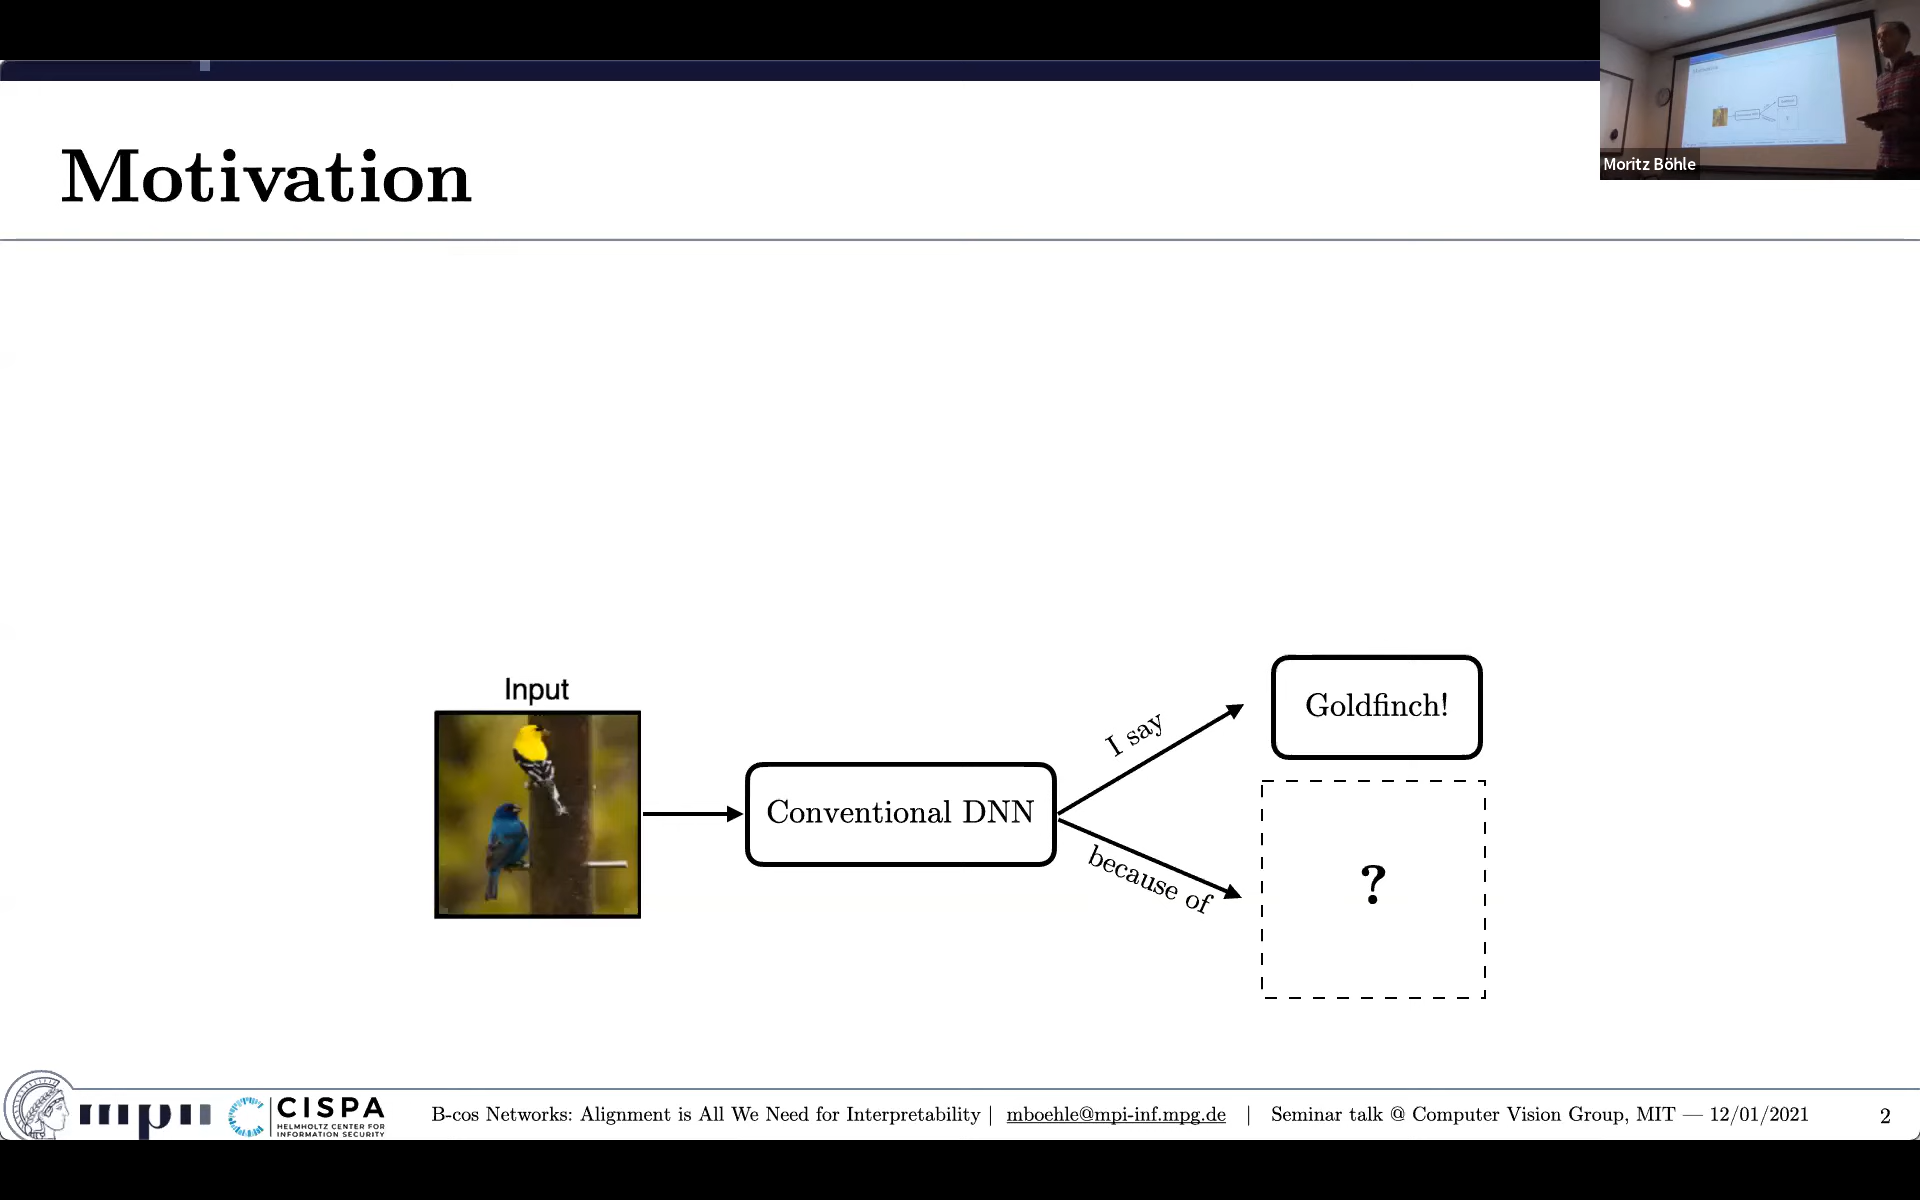 Motivation
Moritz Böhle
Input
Conventional DNN
I say
Goldfinch!
because of
?
mpii
CISPA
HELMHOLTZ CENTER FOR
INFORMATION SECURITY
B-cos Networks: Alignment is All We Need for Interpretability | mboehle@mpi-inf.mpg.de | Seminar talk @ Computer Vision Group, MIT — 12/01/2021 2